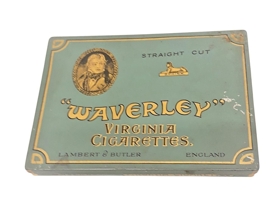 STRAIGHT CUT
"WAVERLEY"
VIRGINIA
CIGARETTES.
LAMBERT & BUTLER ENGLAND